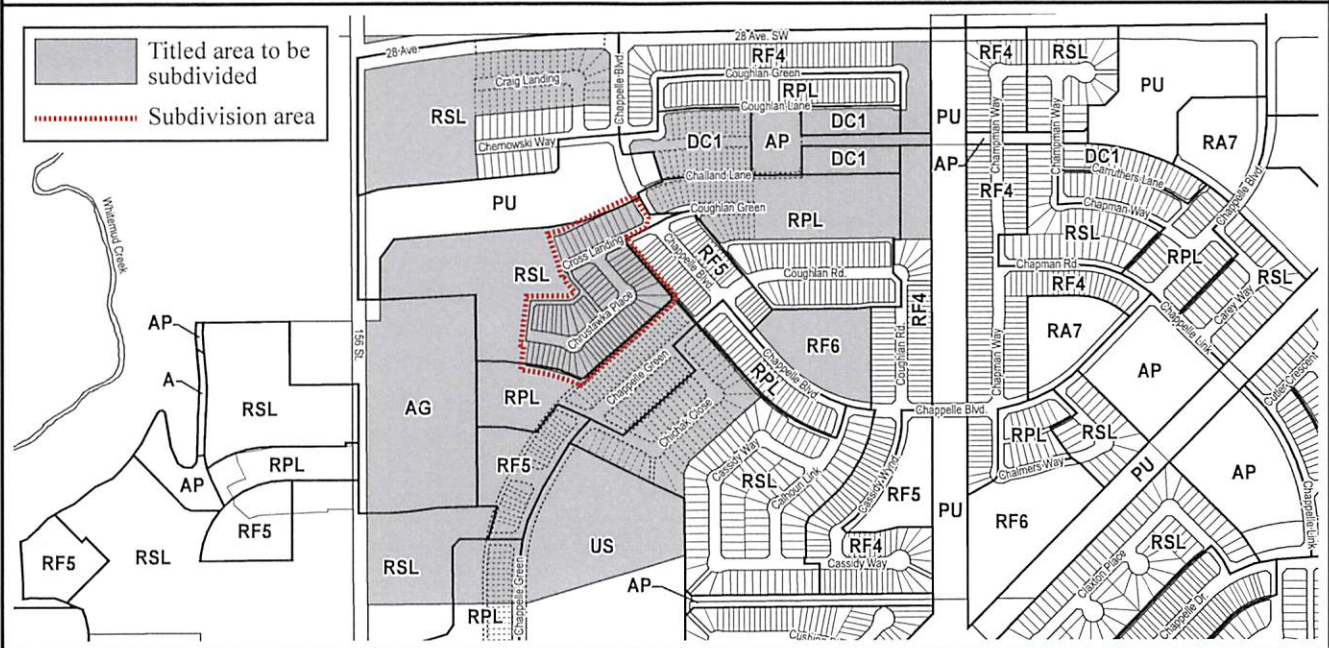 Titled area to be
subdivided
Subdivision area
28 Ave
28 Ave. SW
RF4
RF4
RSL
Craig Landing
Chappelle Blvd
Coughlan Green
RPL
PU
RSL
Coughlan Lane
DC1
PU
Champman Way
Chapman Way
RA7
Chernowski Way
DC1
AP
DC1
AP
DC1
Carruthers Lane
Challand Lane
PU
Coughlan Green
RPL
RF4
Chapman Way
Chappelle Blvd
Whitemud Creek
Cross Landing
RSL
RF5
Chappelle Blvd.
Coughlan Rd.
RSL
Chapman Rd.
RPL
RSL
RF4
Carey Way
Chrustawka Place
AP
156 St.
RF4
RA7
Chappelle Link
A
RSL
AG
RPL
Chappelle Green
RF6
Chappelle Blvd.
RPL
Coughlan Rd.
Chapman Way
AP
Cutler Crescent
Chappelle Blvd.
Chidhak Close
RPL
RSL
Chalmers Way
RPL
AP
RF5
Cassidy Way
RSL
Calhoun Link
Cassidy Wynd
RF5
PU
AP
RF5
PU
RF6
Chappelle Link
RF5
RSL
US
RSL
RF4
Cassidy Way
RSL
Claxton Place
AP
Chappelle Green
RPL
Chappelle Dr.